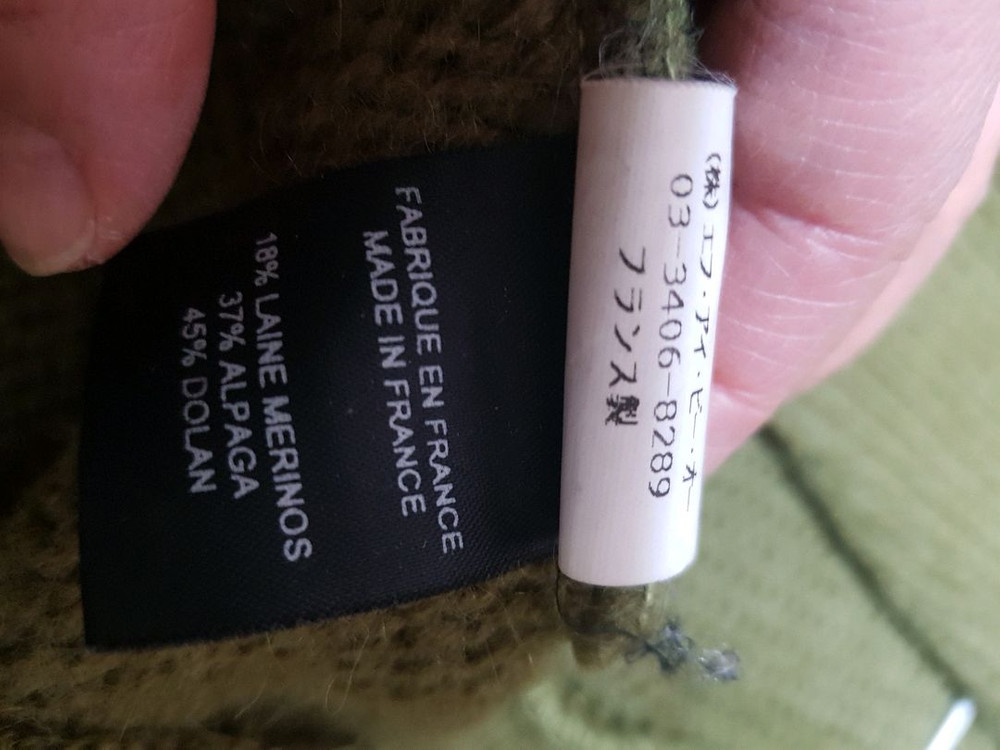 FABRIQUE EN FRANCE
MADE IN FRANCE
18% LAINE MERINOS
37% ALPAGA
45% DOLAN
(株)エフ・アイ・ビー・オー
03-3406-8289
フランス製